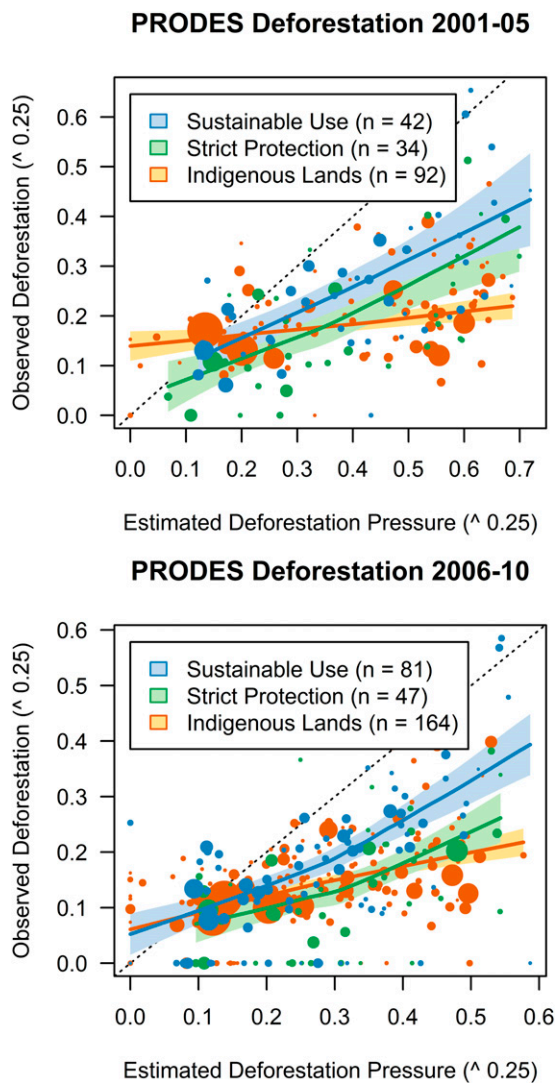 PRODES Deforestation 2001-05
Observed Deforestation (^ 0.25)
0.6
0.5
0.4
0.3
0.2
0.1
0.0
Sustainable Use (n = 42)
Strict Protection (n = 34)
Indigenous Lands (n = 92)
0.0 0.1 0.2 0.3 0.4 0.5 0.6 0.7
Estimated Deforestation Pressure (^ 0.25)
PRODES Deforestation 2006-10
Observed Deforestation (^ 0.25)
0.6
0.5
0.4
0.3
0.2
0.1
0.0
Sustainable Use (n = 81)
Strict Protection (n = 47)
Indigenous Lands (n = 164)
0.0 0.1 0.2 0.3 0.4 0.5 0.6
Estimated Deforestation Pressure (^ 0.25)